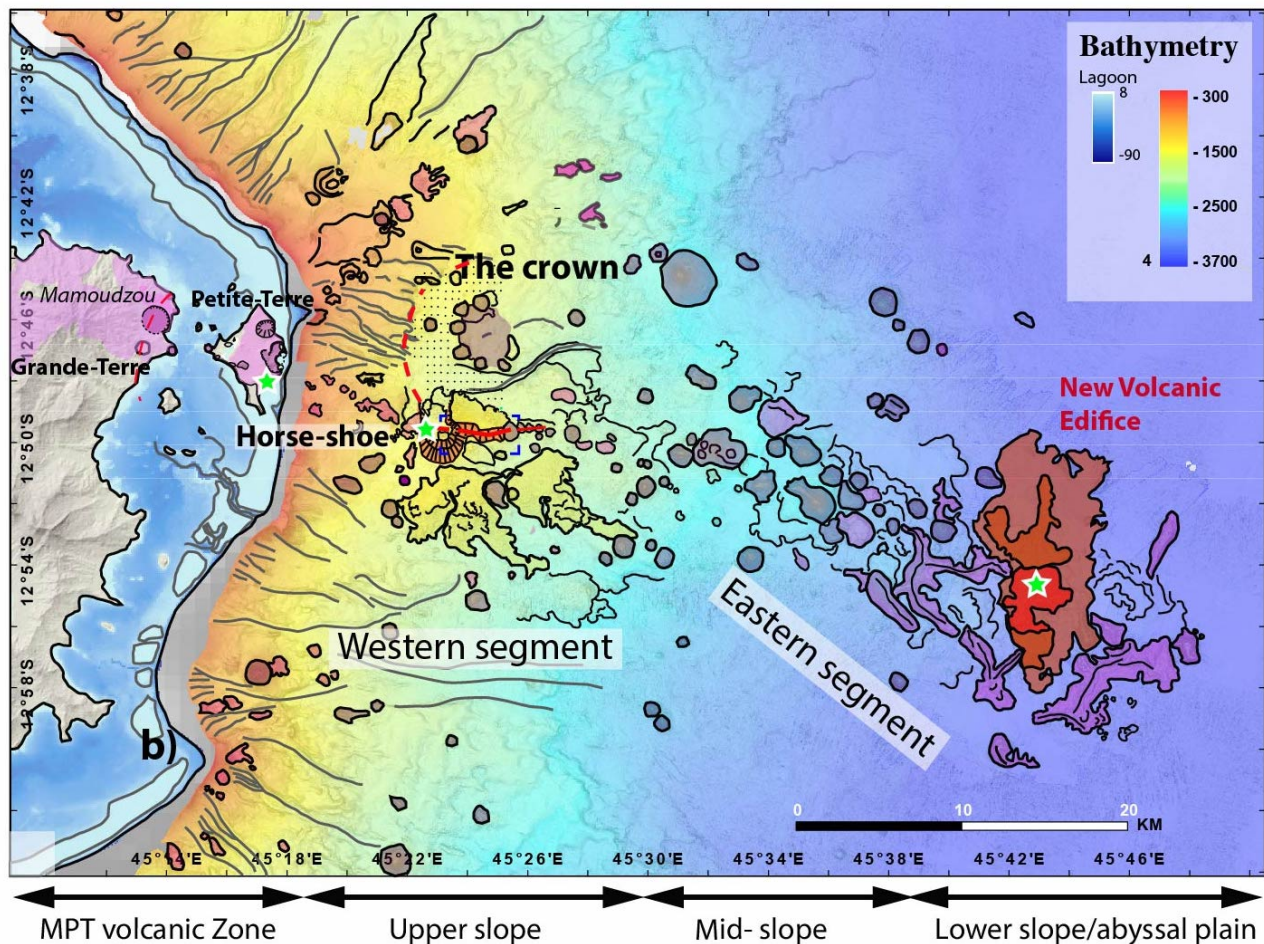 Bathymetry
Lagoon
8
-90
- 300
- 1500
- 2500
4
- 3700
12°38'S
12°42'S
12°46'S
12°50'S
12°54'S
12°58'S
The crown
Mamoudzou
Petite-Terre
Grande-Terre
Horse-shoe
New Volcanic
Edifice
Western segment
Eastern segment
b)
0
10
20
KM
45°18'E
45°22'E
45°26'E
45°30'E
45°34'E
45°38'E
45°42'E
45°46'E
MPT volcanic Zone
Upper slope
Mid- slope
Lower slope/abyssal plain